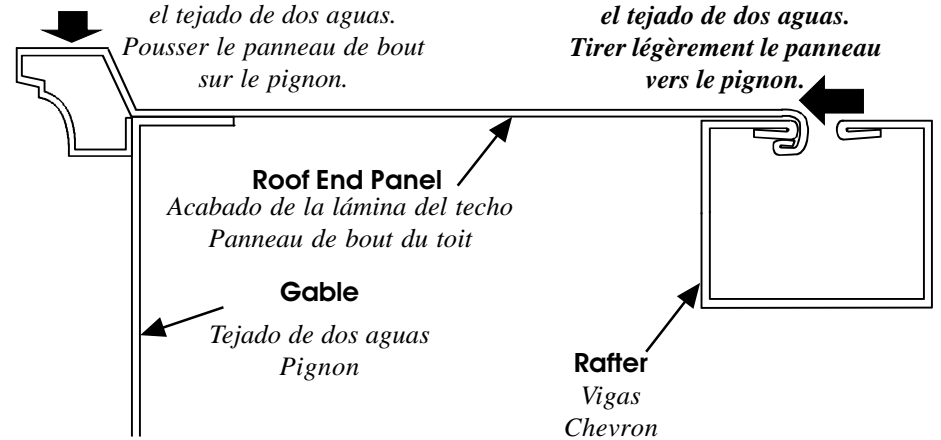 el tejado de dos aguas.
Pousser le panneau de bout
sur le pignon.
el tejado de dos aguas.
Tirer légèrement le panneau
vers le pignon.
Roof End Panel
Acabado de la lámina del techo
Panneau de bout du toit
Gable
Tejado de dos aguas
Pignon
Rafter
Vigas
Chevron